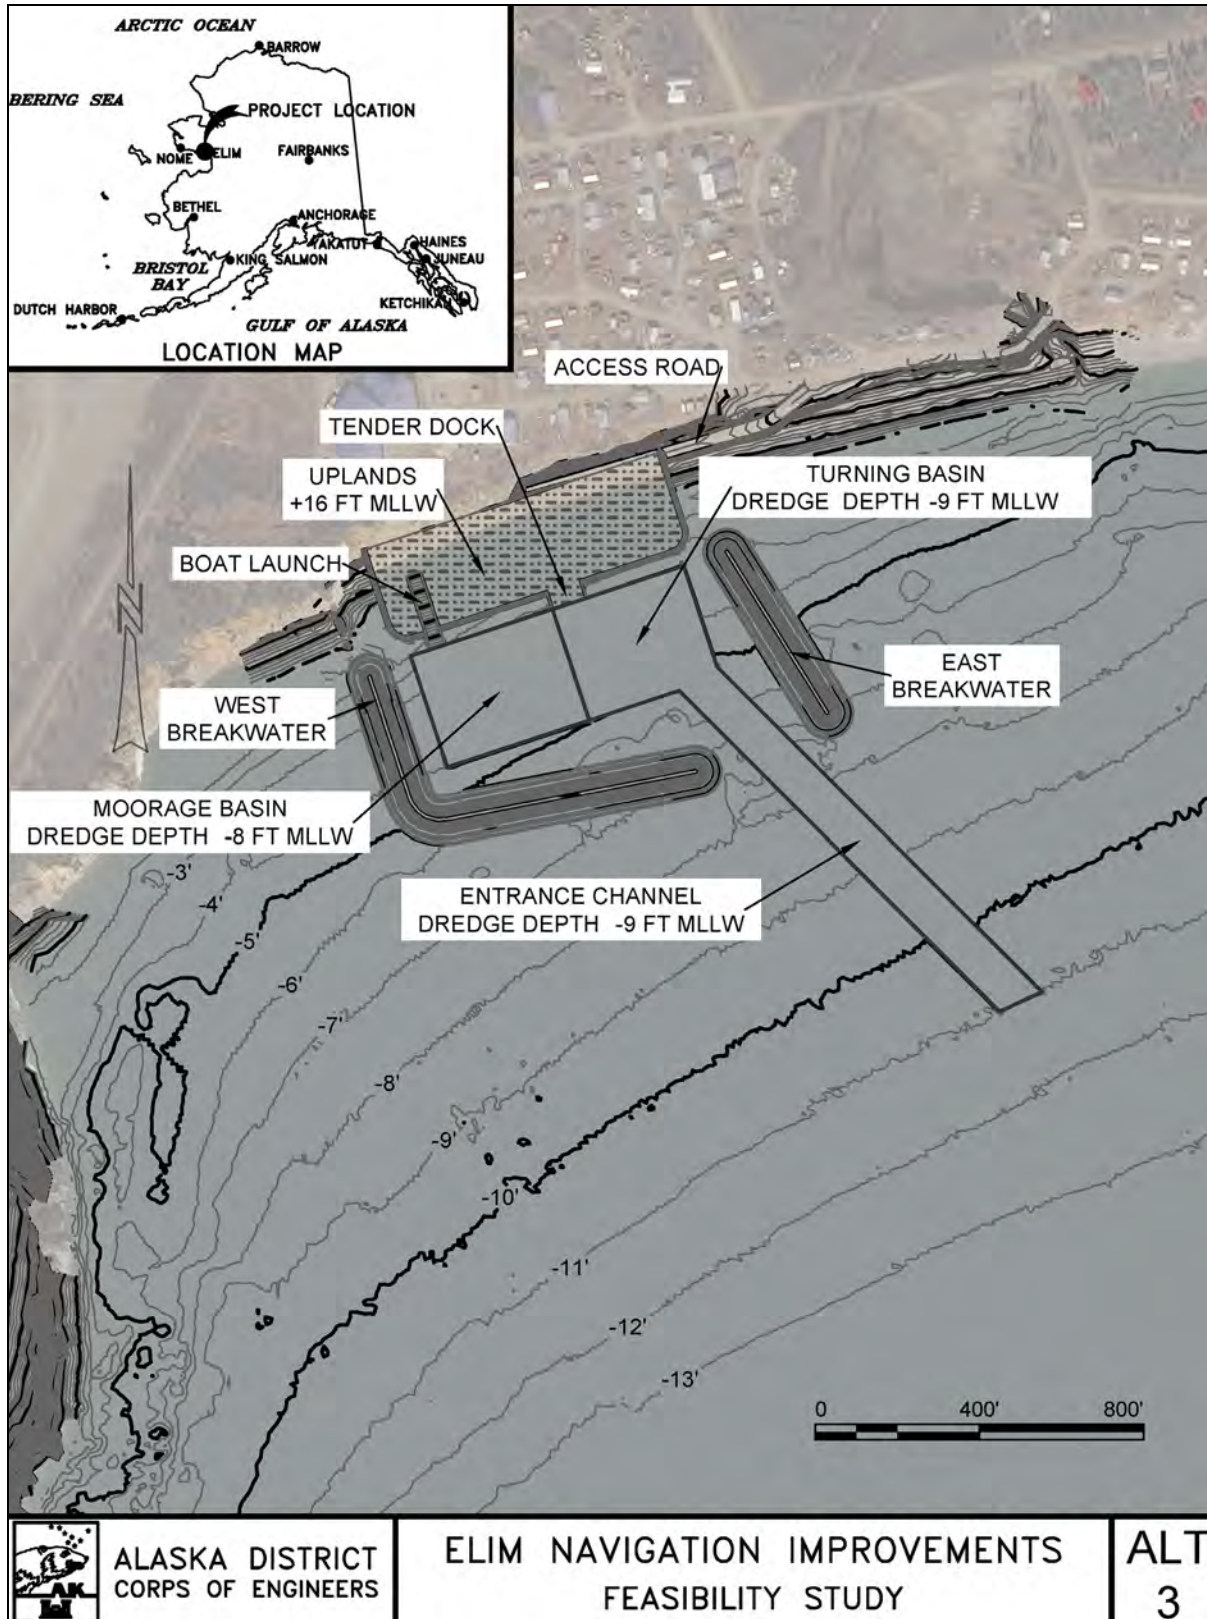 ARCTIC OCEAN
BARROW
BERING SEA
PROJECT LOCATION
NOME
ELIM
FAIRBANKS
BETHEL
ANCHORAGE
YAKATUT
HAINES
KING SALMON
JUNEAU
BRISTOL
BAY
KETCHIKAN
DUTCH HARBOR
GULF OF ALASKA
LOCATION MAP
ACCESS ROAD
TENDER DOCK
UPLANDS
+16 FT MLLW
TURNING BASIN
DREDGE DEPTH -9 FT MLLW
BOAT LAUNCH
EAST
BREAKWATER
WEST
BREAKWATER
MOORAGE BASIN
DREDGE DEPTH -8 FT MLLW
ENTRANCE CHANNEL
DREDGE DEPTH -9 FT MLLW
-3'
-4'
-5'
-6'
-7'
-8'
-9'
-10'
-11'
-12'
-13'
0 400' 800'
AK
ALASKA DISTRICT
CORPS OF ENGINEERS
ELIM NAVIGATION IMPROVEMENTS
FEASIBILITY STUDY
ALT
3